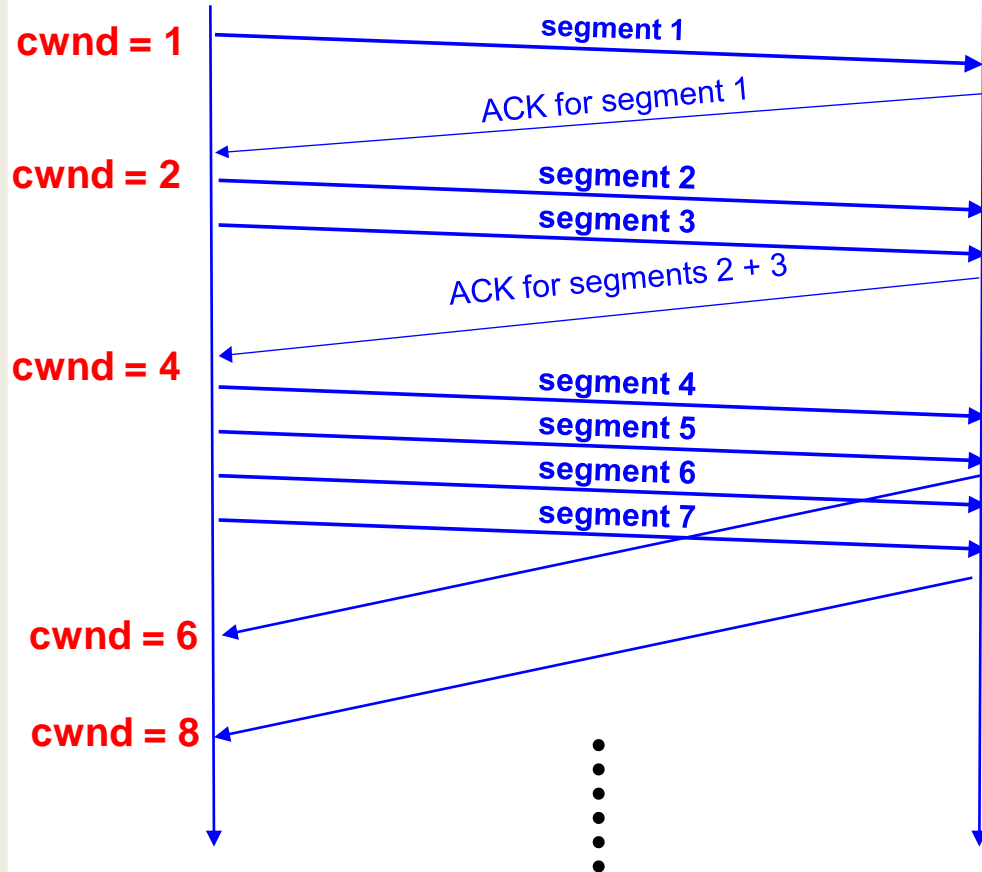 cwnd = 1
segment 1
ACK for segment 1
cwnd = 2
segment 2
segment 3
ACK for segments 2 + 3
cwnd = 4
segment 4
segment 5
segment 6
segment 7
cwnd = 6
cwnd = 8